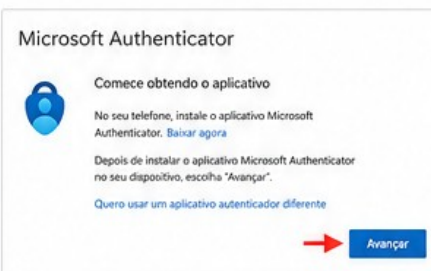 Microsoft Authenticator
Comece obtendo o aplicativo
No seu telefone, instale o aplicativo Microsoft
Authenticator. Baixar agora
Depois de instalar o aplicativo Microsoft Authenticator
no seu dispositivo, escolha "Avançar".
Quero usar um aplicativo autenticador diferente
Avançar